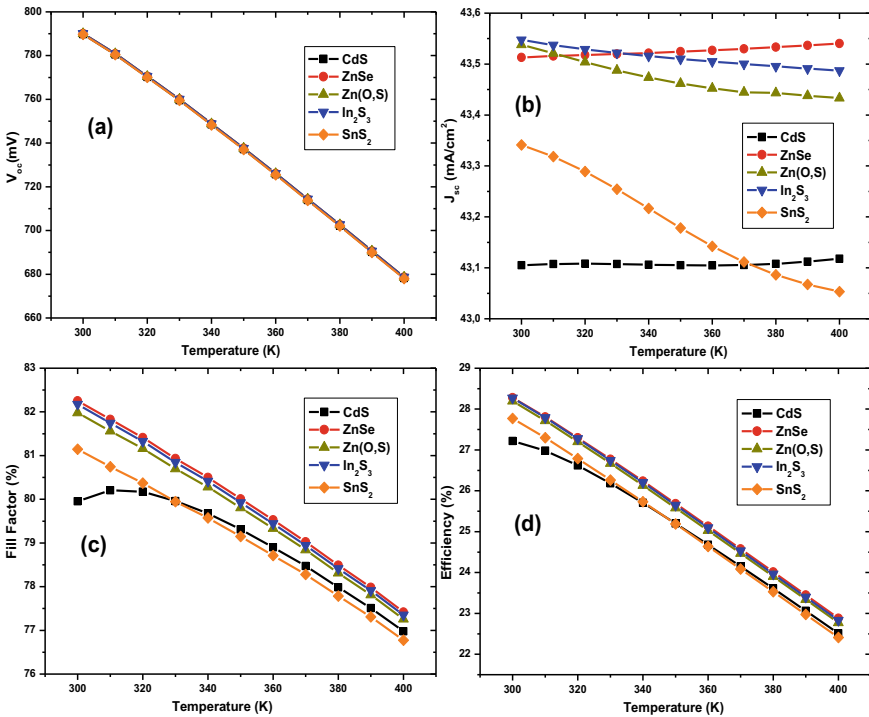 790
780
760
740
720
700
680
660
V_oc(mV)
300
320
340
360
380
400
Temperature (K)
(a)
CdS
ZnSe
Zn(O,S)
In₂S₃
SnS₂
43,6
43,5
43,4
43,3
43,2
43,1
43,0
J_sc (mA/cm²)
300
320
340
360
380
400
Temperature (K)
(b)
CdS
ZnSe
Zn(O,S)
In₂S₃
SnS₂
83
82
81
80
79
78
77
76
Fill Factor (%)
300
320
340
360
380
400
Temperature (K)
(c)
CdS
ZnSe
Zn(O,S)
In₂S₃
SnS₂
29
28
27
26
25
24
23
22
Efficiency (%)
300
320
340
360
380
400
Temperature (K)
(d)
CdS
ZnSe
Zn(O,S)
In₂S₃
SnS₂